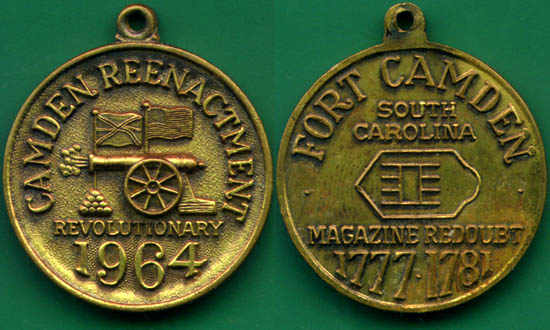 CAMDEN REENACTMENT
REVOLUTIONARY
1964
FORT CAMDEN
SOUTH
CAROLINA
MAGAZINE REDOUBT
1777·1781